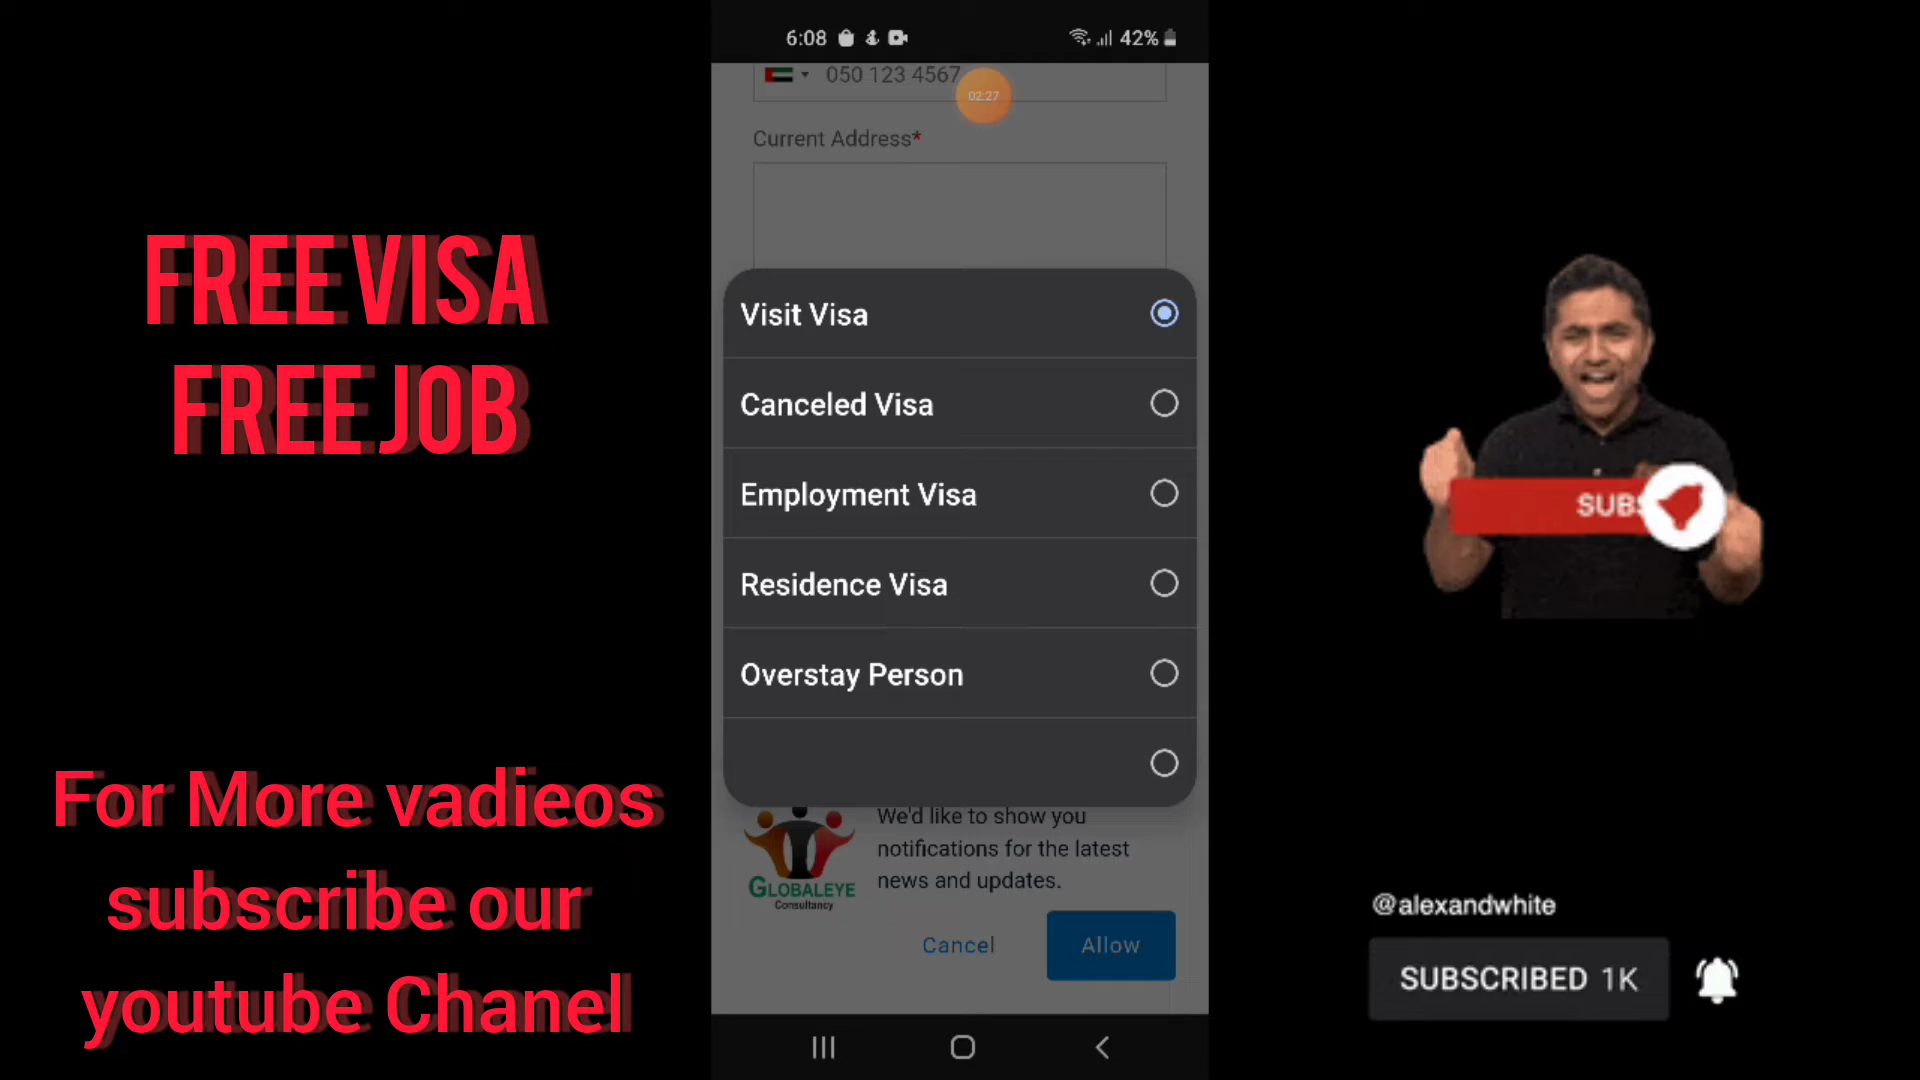 FREE VISA
FREE JOB
For More vadieos
subscribe our
youtube Chanel
6:08
42%
050 123 4567
02:27
Current Address*
Visit Visa
Canceled Visa
Employment Visa
Residence Visa
Overstay Person
We'd like to show you
notifications for the latest
news and updates.
GLOBALEYE
Consultancy
Cancel
Allow
SUBS
@alexandwhite
SUBSCRIBED 1K